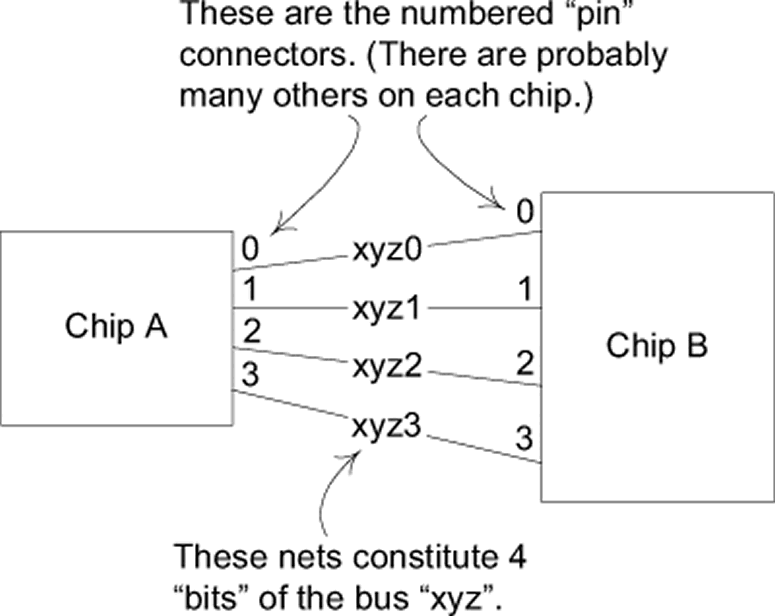 These are the numbered “pin”
connectors. (There are probably
many others on each chip.)
0
0
xyz0
1
1
xyz1
Chip A
2
Chip B
xyz2
2
3
xyz3
3
These nets constitute 4
“bits” of the bus “xyz”.